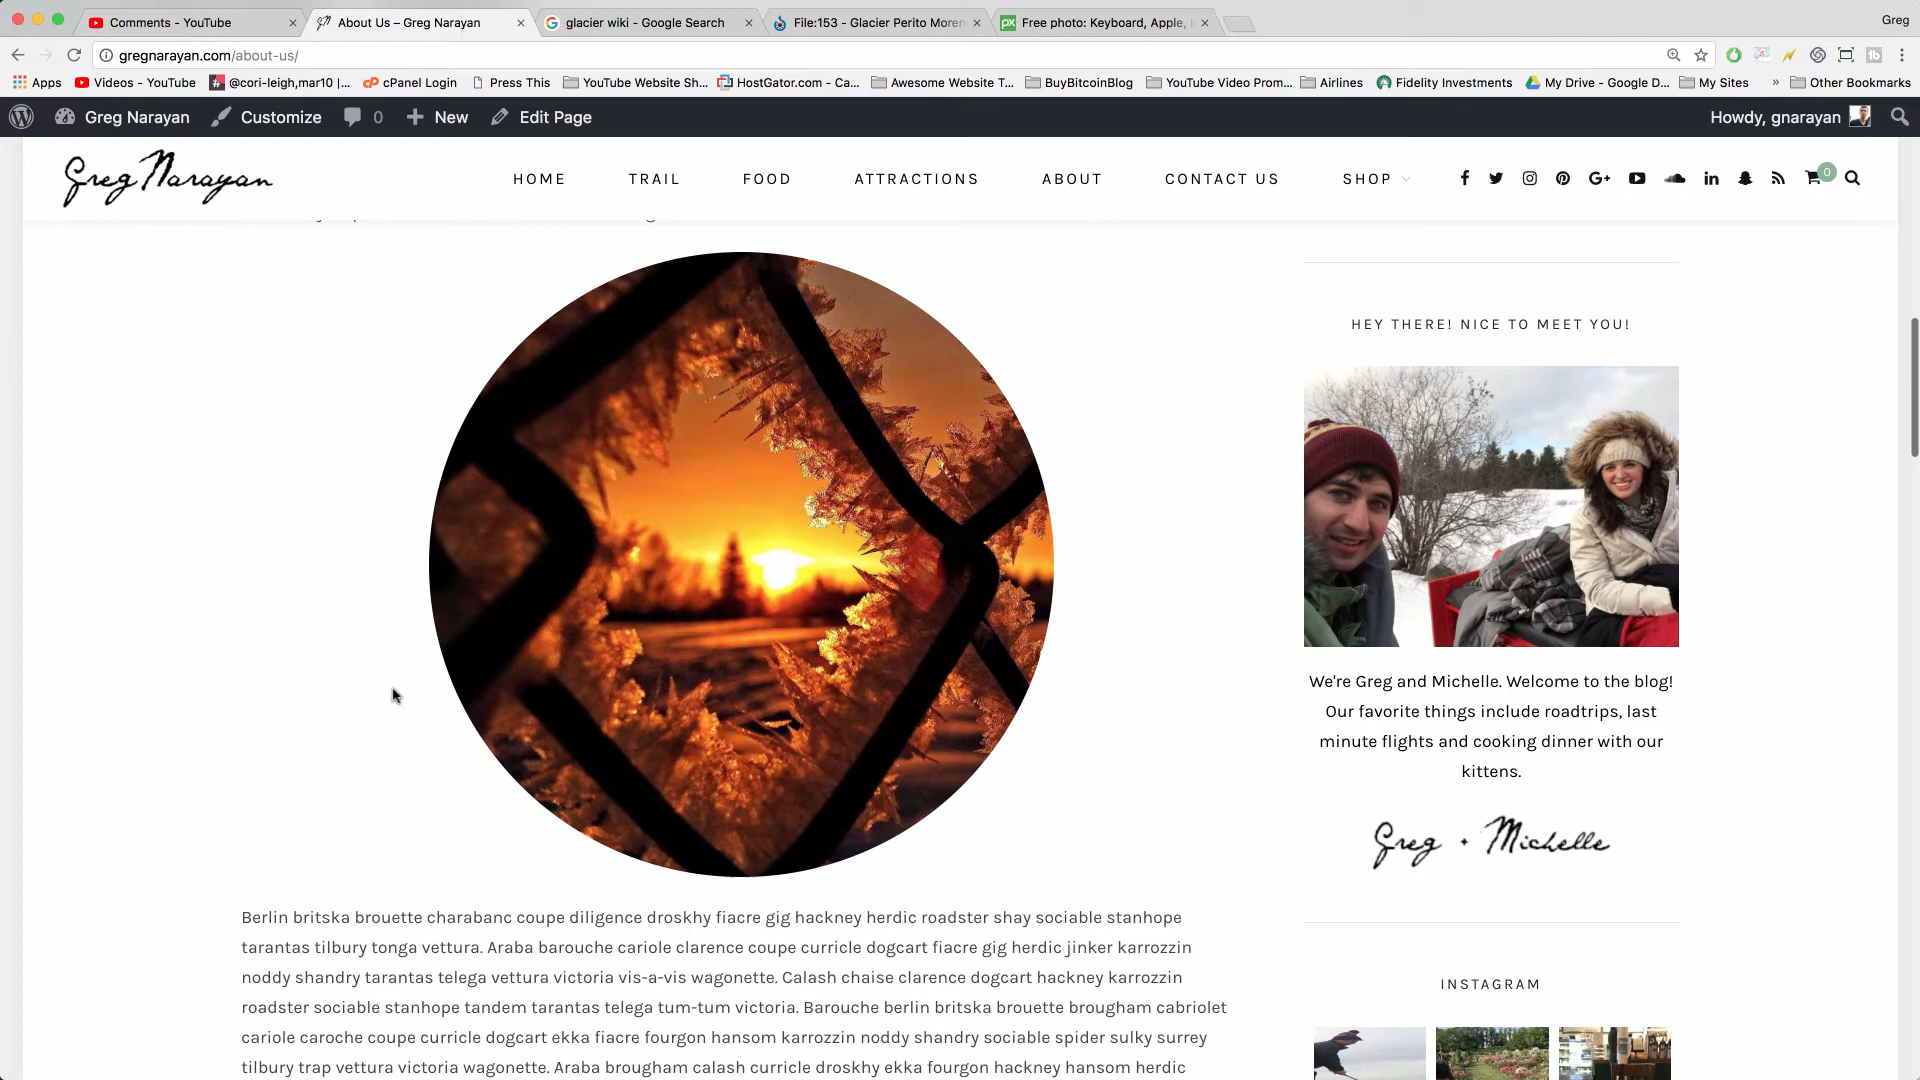 Comments - YouTube
About Us – Greg Narayan
glacier wiki - Google Search
File:153 - Glacier Perito Moren
Free photo: Keyboard, Apple, I
Greg
gregnarayan.com/about-us/
Apps
Videos - YouTube
@cori-leigh,mar10 |...
cPanel Login
Press This
YouTube Website Sh...
HostGator.com - Ca...
Awesome Website T...
BuyBitcoinBlog
YouTube Video Prom...
Airlines
Fidelity Investments
My Drive - Google D...
My Sites
»
Other Bookmarks
Greg Narayan
Customize
0
New
Edit Page
Howdy, gnarayan
Greg Narayan
HOME
TRAIL
FOOD
ATTRACTIONS
ABOUT
CONTACT US
SHOP
0
HEY THERE! NICE TO MEET YOU!
We're Greg and Michelle. Welcome to the blog!
Our favorite things include roadtrips, last
minute flights and cooking dinner with our
kittens.
Greg + Michelle
Berlin britska brouette charabanc coupe diligence droskhy fiacre gig hackney herdic roadster shay sociable stanhope
tarantas tilbury tonga vettura. Araba barouche cariole clarence coupe curricle dogcart fiacre gig herdic jinker karrozzin
noddy shandry tarantas telega vettura victoria vis-a-vis wagonette. Calash chaise clarence dogcart hackney karrozzin
roadster sociable stanhope tandem tarantas telega tum-tum victoria. Barouche berlin britska brouette brougham cabriolet
cariole caroche coupe curricle dogcart ekka fiacre fourgon hansom karrozzin noddy shandry sociable spider sulky surrey
tilbury trap vettura victoria wagonette. Araba brougham calash curricle droskhy ekka fourgon hackney hansom herdic
INSTAGRAM